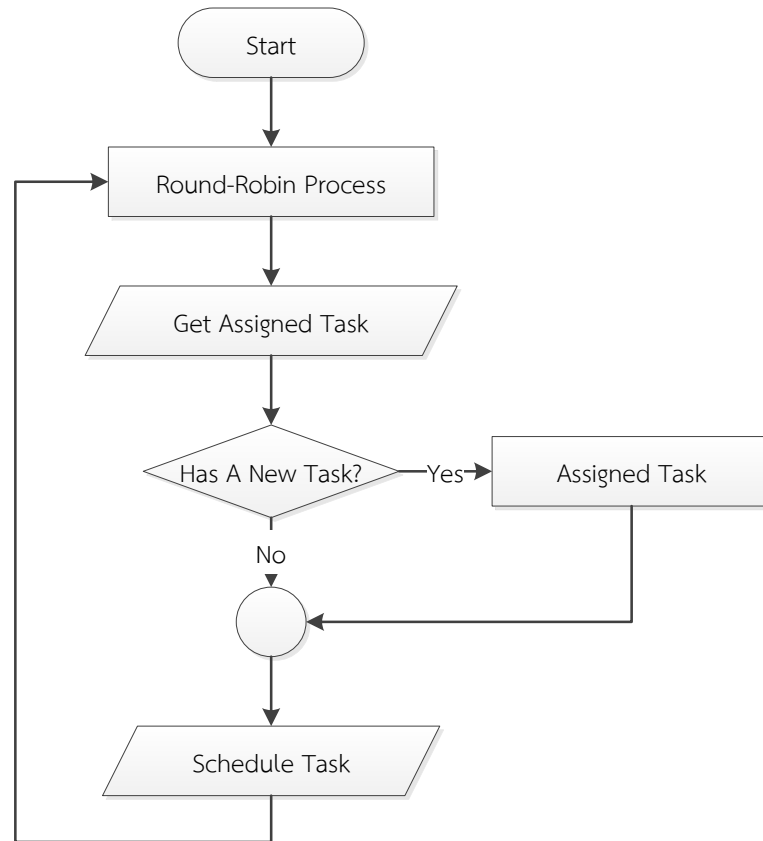 Start
Round-Robin Process
Get Assigned Task
Has A New Task?
Yes
Assigned Task
No
Schedule Task